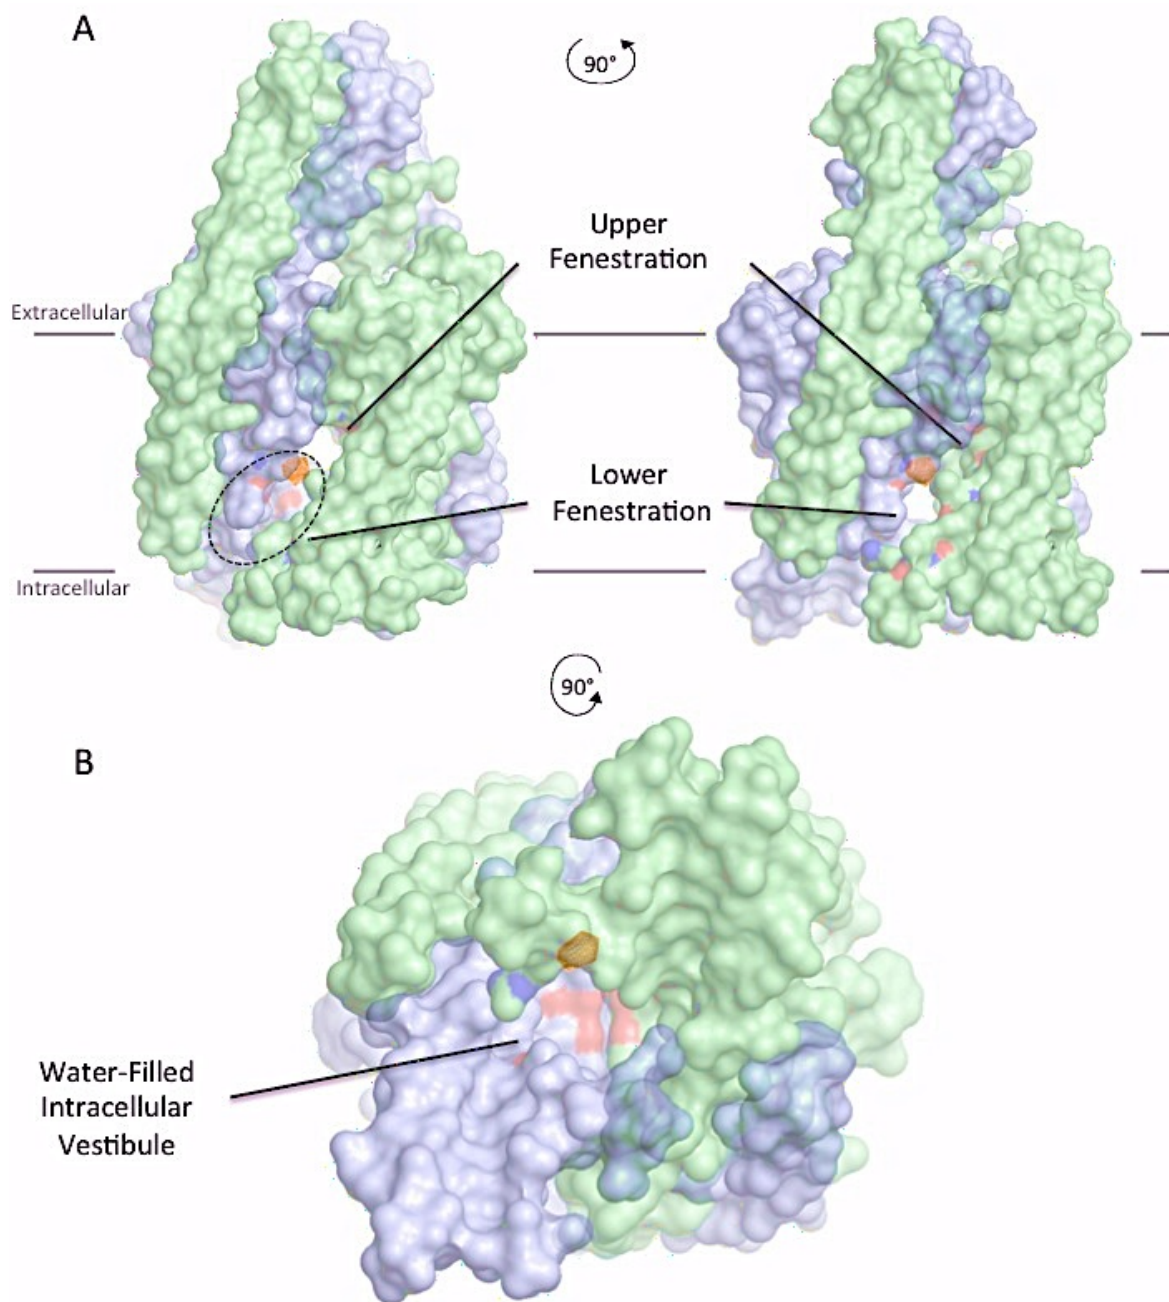 A
90°
Upper
Fenestration
Extracellular
Lower
Fenestration
Intracellular
90°
B
Water-Filled
Intracellular
Vestibule